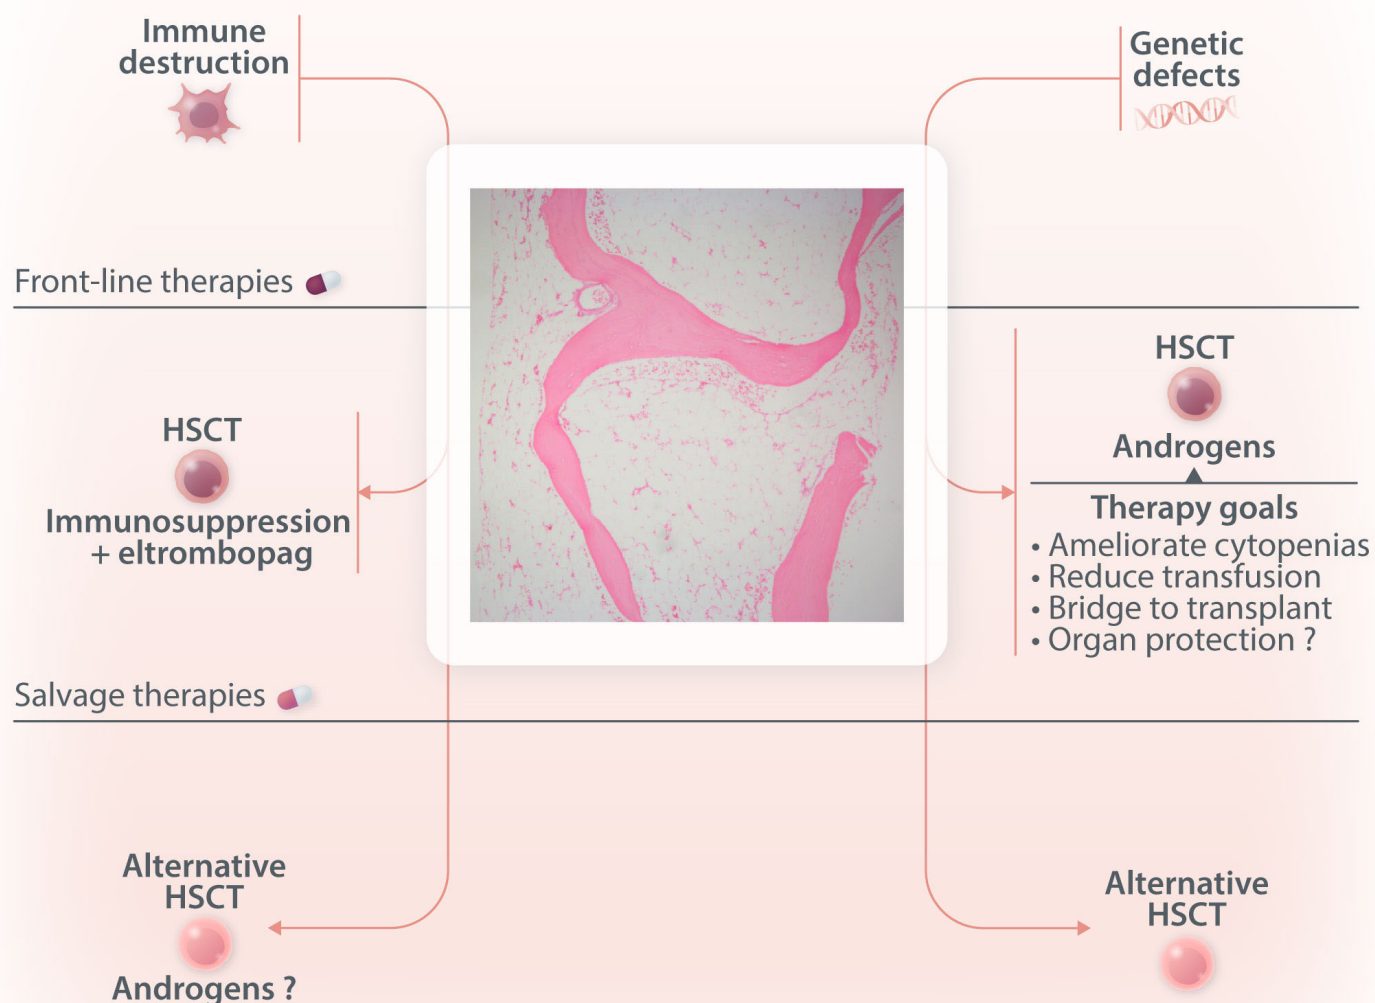 Immune
destruction
Genetic
defects
Front-line therapies
HSCT
Immunosuppression
+ eltrombopag
HSCT
Androgens
Therapy goals
• Ameliorate cytopenias
• Reduce transfusion
• Bridge to transplant
• Organ protection ?
Salvage therapies
Alternative
HSCT
Androgens ?
Alternative
HSCT